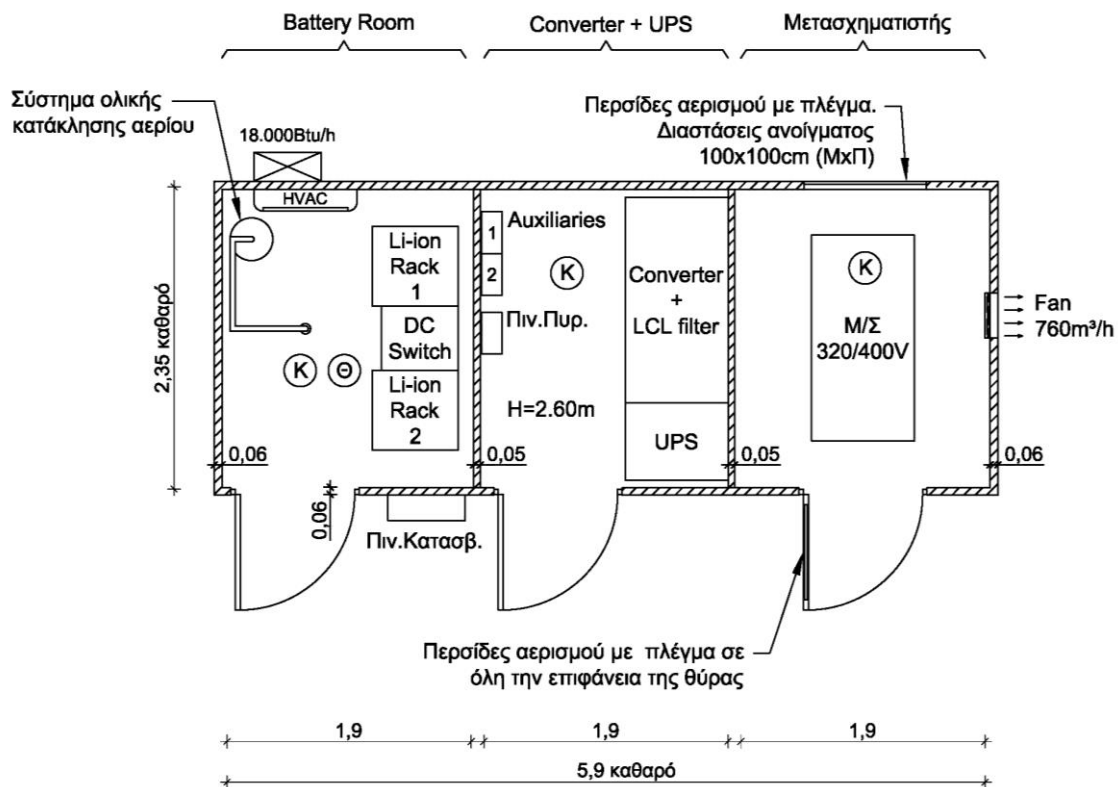 Battery Room
Converter + UPS
Μετασχηματιστής
Σύστημα ολικής
κατάκλησης αερίου
18.000Btu/h
Περσίδες αερισμού με πλέγμα.
Διαστάσεις ανοίγματος
100x100cm (ΜxΠ)
HVAC
Li-ion
Rack
1
DC
Switch
Li-ion
Rack
2
Κ
Θ
1
2
Auxiliaries
Κ
Πιν.Πυρ.
H=2.60m
Converter
+
LCL filter
UPS
Κ
Μ/Σ
320/400V
Fan
760m³/h
2,35 καθαρό
0,06
0,05
0,05
0,06
0,06
Πιν.Κατασβ.
Περσίδες αερισμού με πλέγμα σε
όλη την επιφάνεια της θύρας
1,9
1,9
1,9
5,9 καθαρό